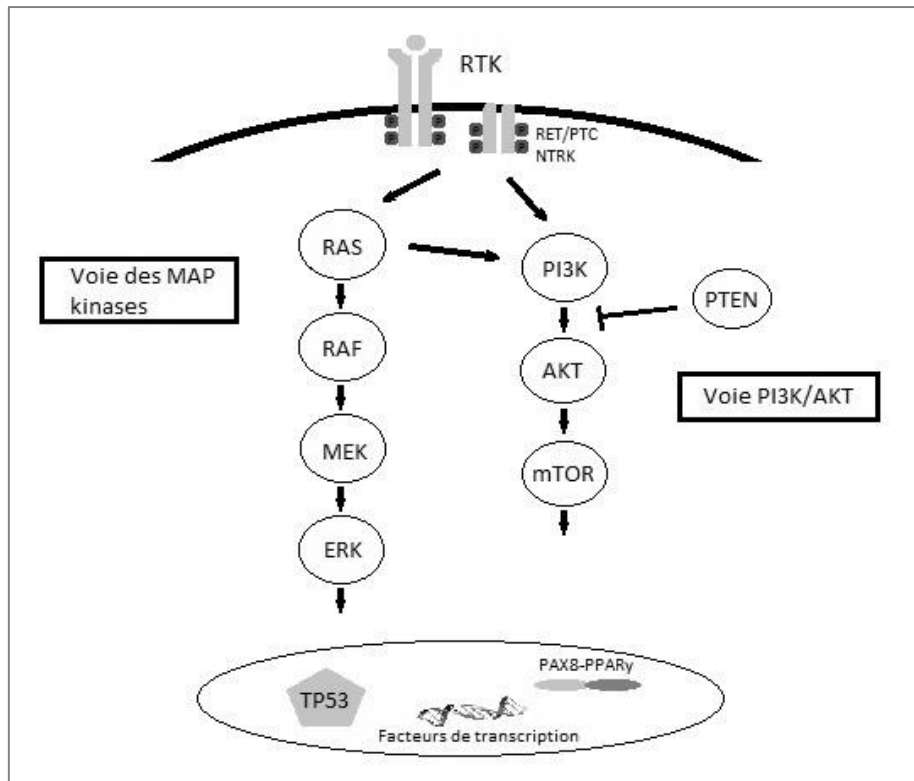 RTK
P
P
P
P
P
P
P
P
RET/PTC
NTRK
RAS
PI3K
Voie des MAP
kinases
PTEN
RAF
AKT
Voie PI3K/AKT
MEK
mTOR
ERK
PAX8-PPARγ
TP53
Facteurs de transcription